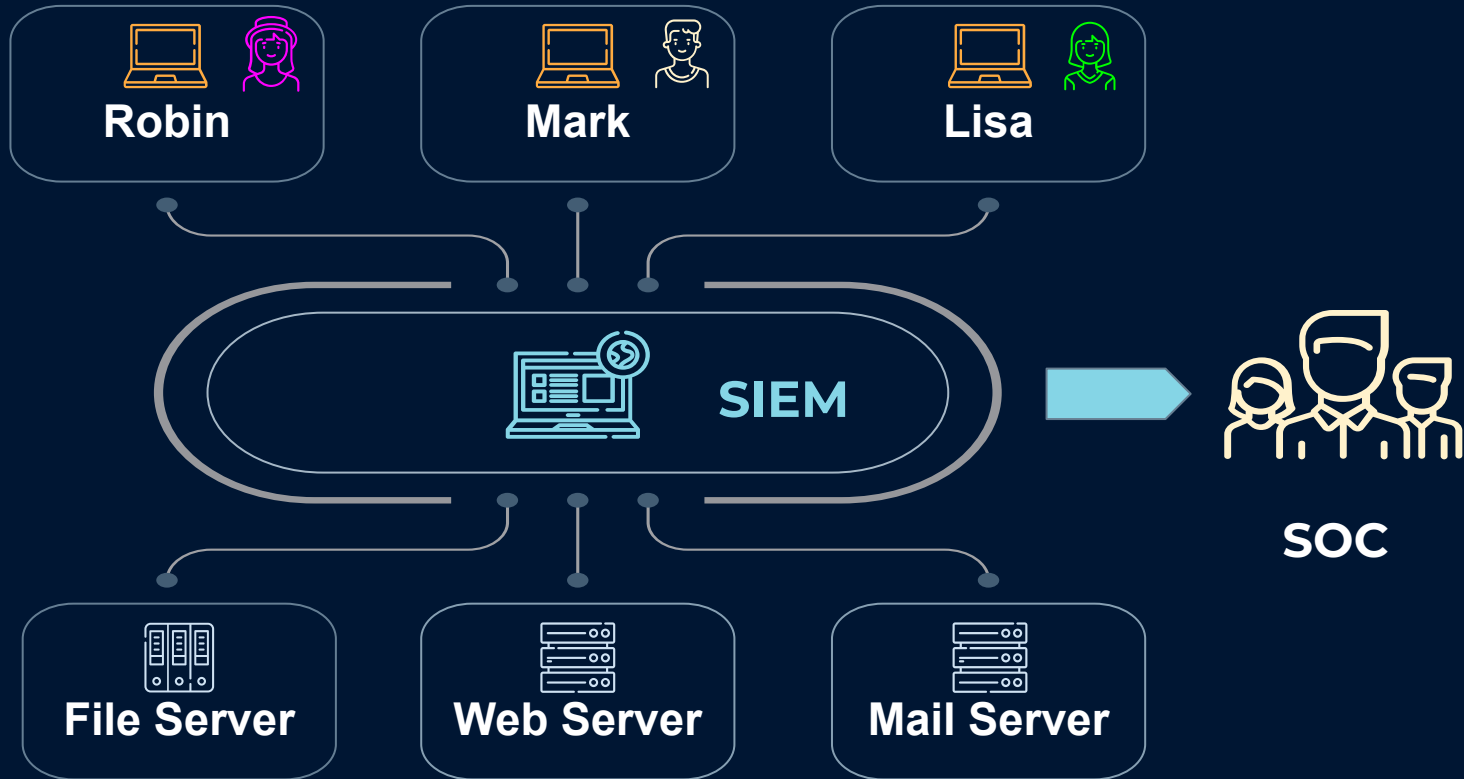 Robin
Mark
Lisa
SIEM
SOC
File Server
Web Server
Mail Server